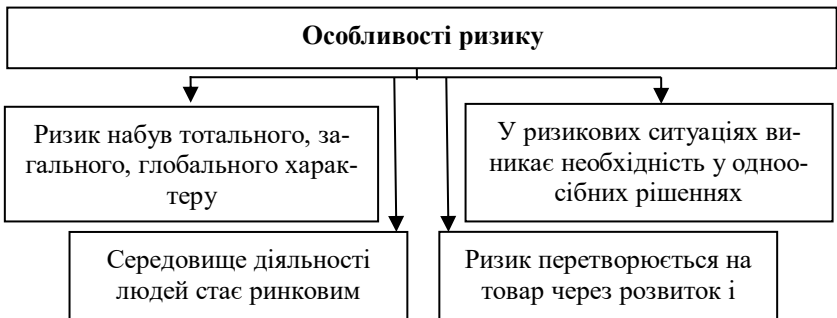 Особливості ризику
Ризик набув тотального, за-
гального, глобального харак-
теру
У ризикових ситуаціях ви-
никає необхідність у одноо-
сібних рішеннях
Середовище діяльності
людей стає ринковим
Ризик перетворюється на
товар через розвиток і